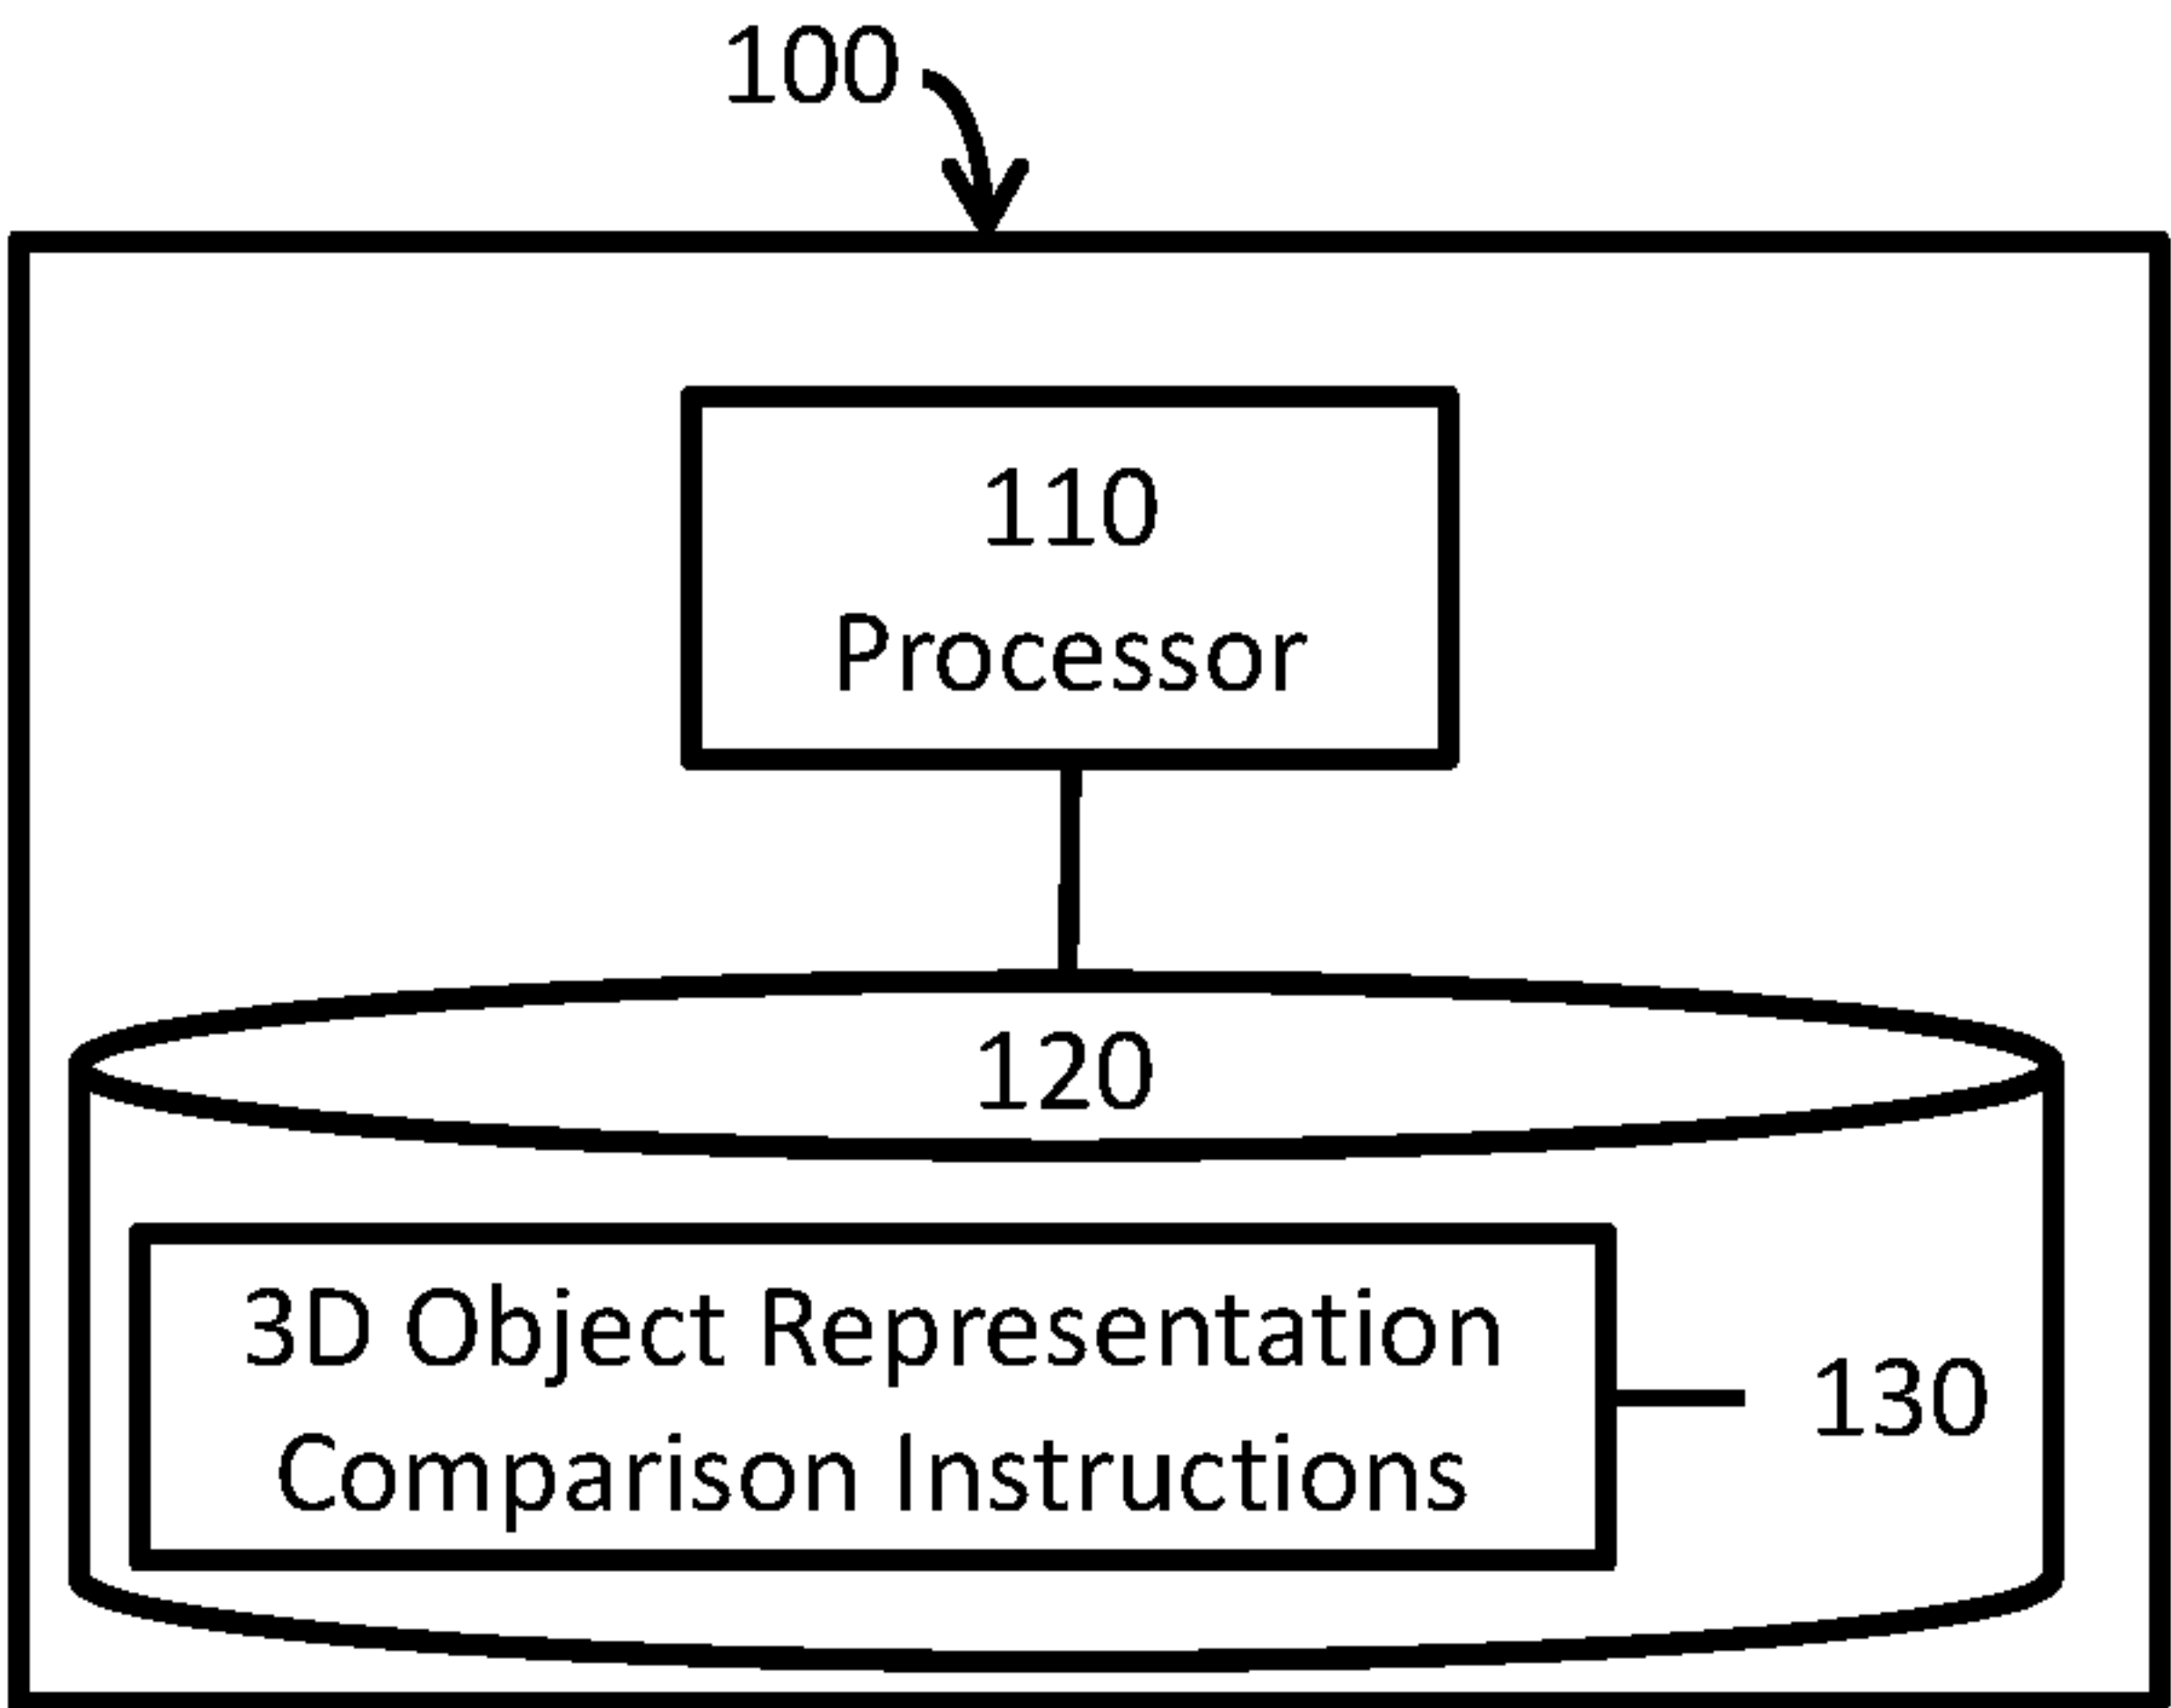 100
110
Processor
120
3D Object Representation
Comparison Instructions
130